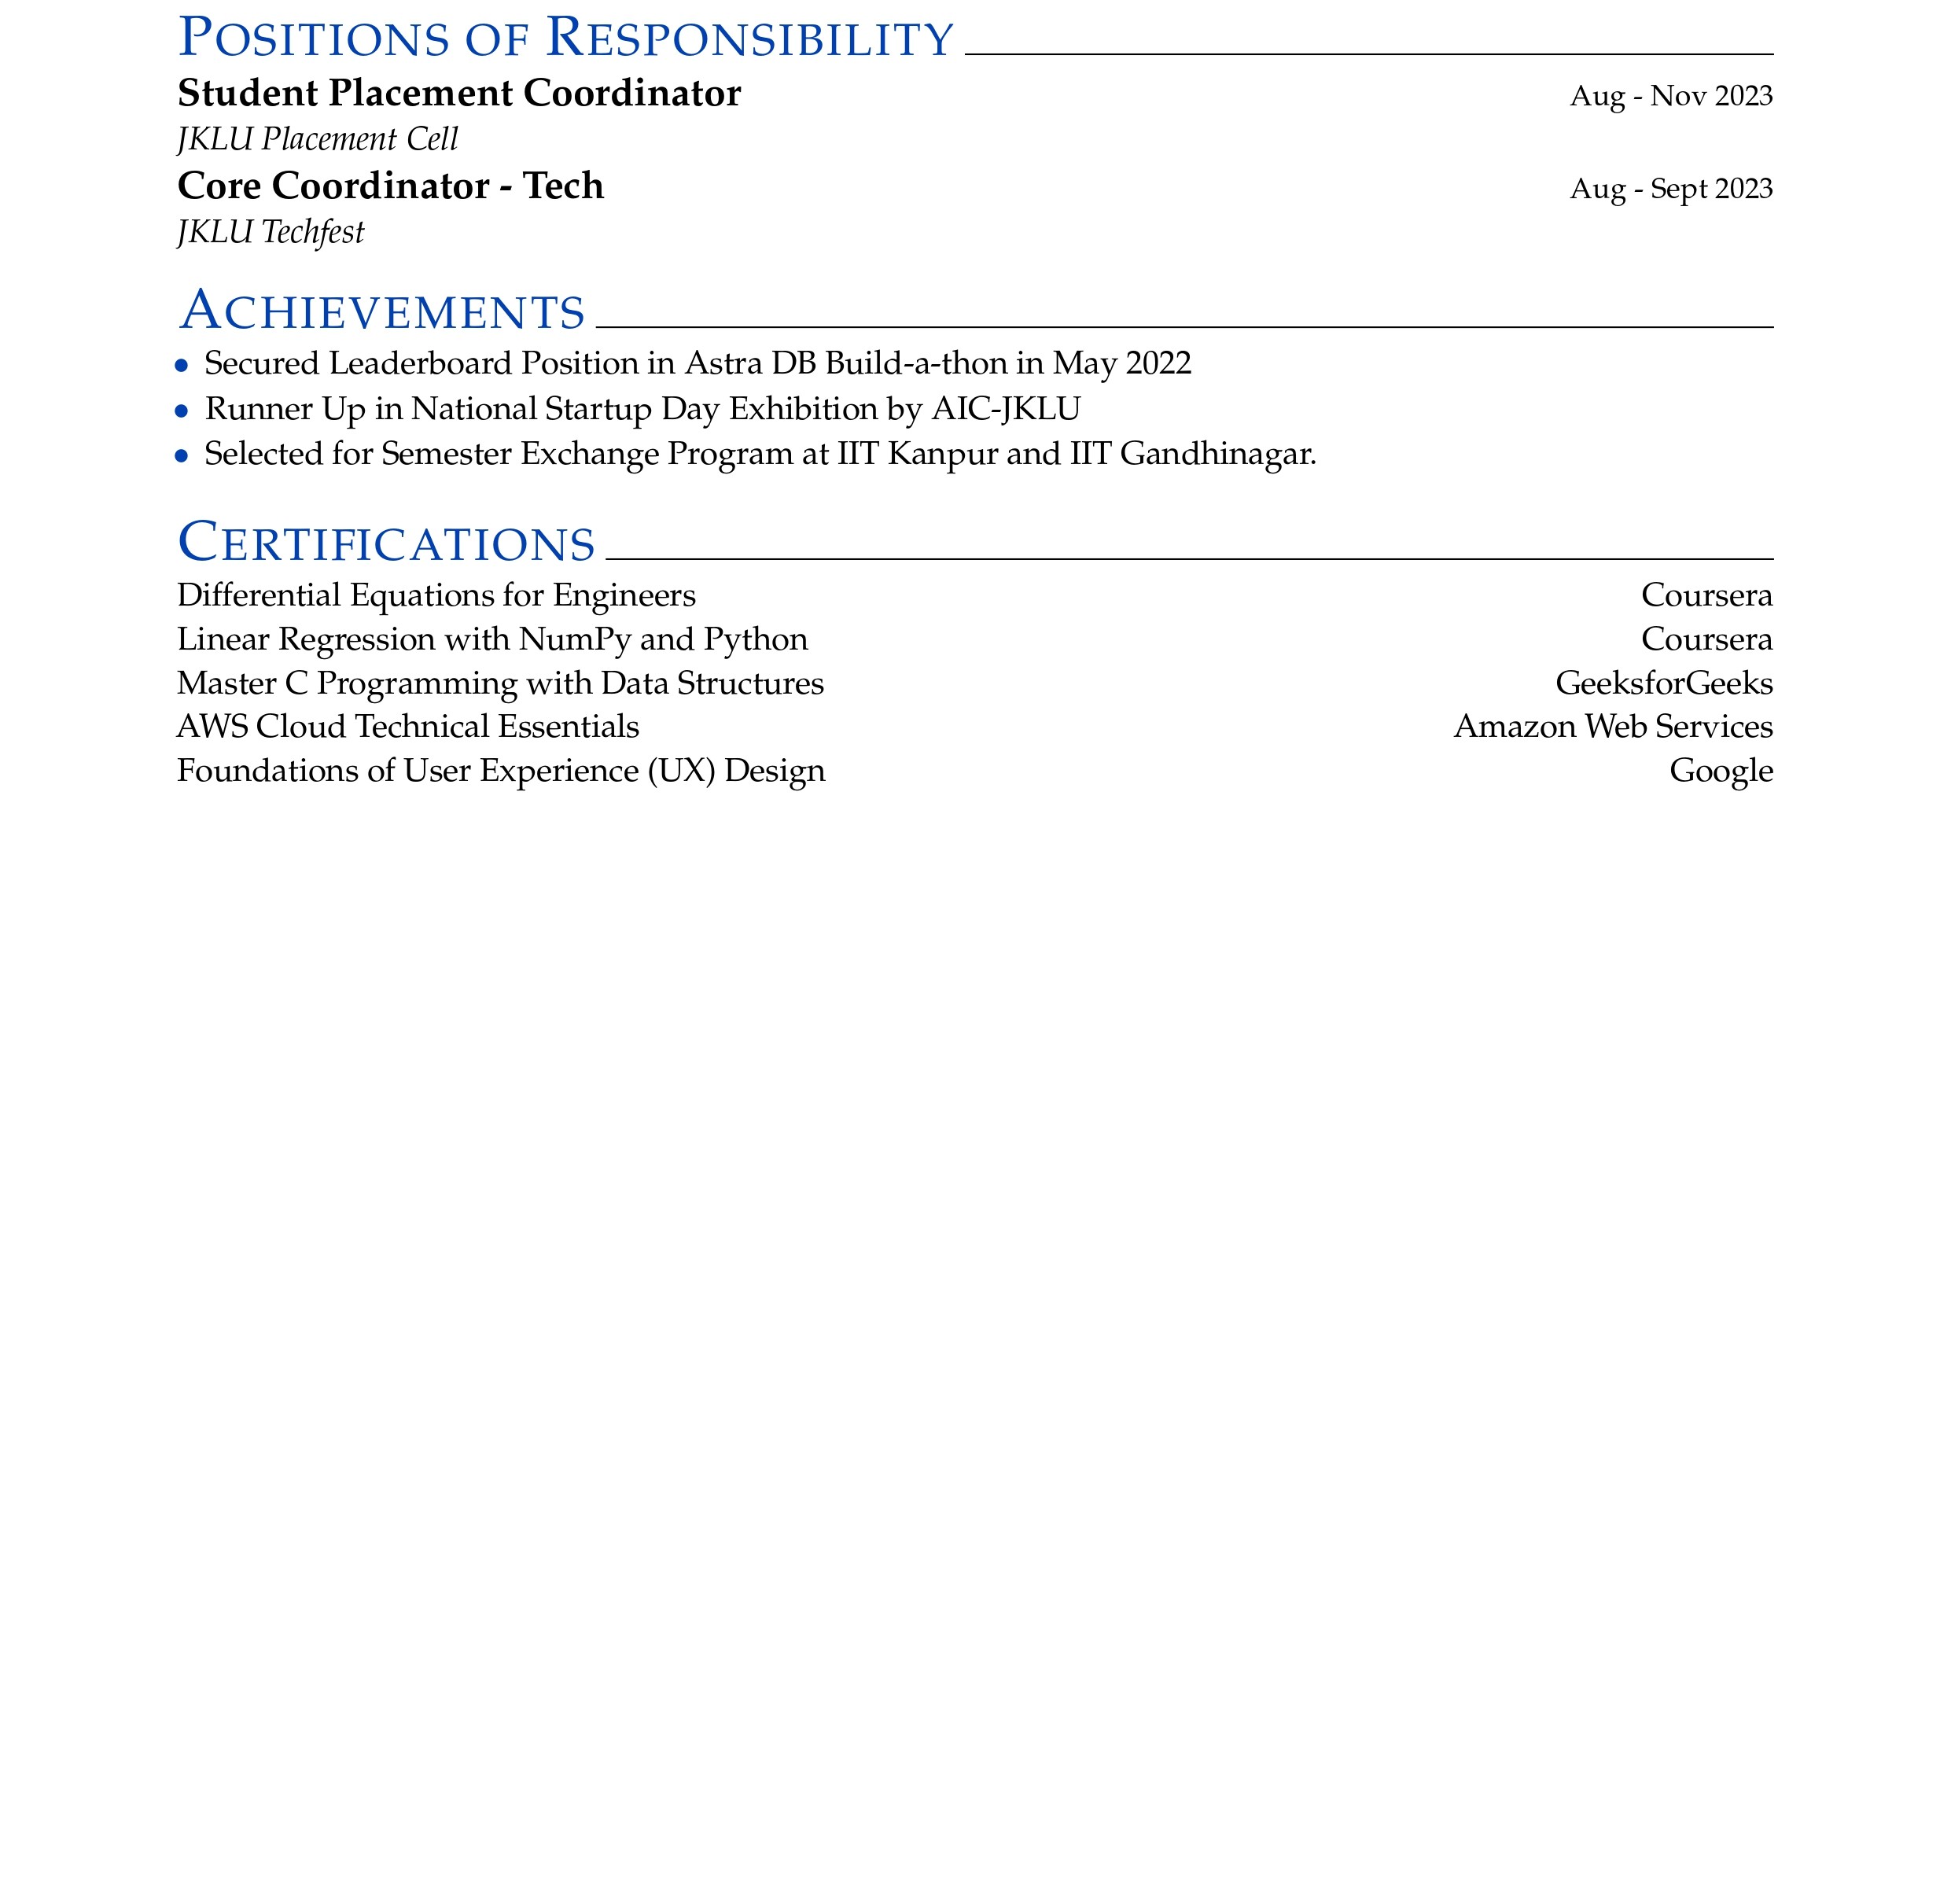 Positions of Responsibility
Student Placement Coordinator Aug - Nov 2023
JKLU Placement Cell
Core Coordinator - Tech Aug - Sept 2023
JKLU Techfest
Achievements
• Secured Leaderboard Position in Astra DB Build-a-thon in May 2022
• Runner Up in National Startup Day Exhibition by AIC-JKLU
• Selected for Semester Exchange Program at IIT Kanpur and IIT Gandhinagar.
Certifications
Differential Equations for Engineers Coursera
Linear Regression with NumPy and Python Coursera
Master C Programming with Data Structures GeeksforGeeks
AWS Cloud Technical Essentials Amazon Web Services
Foundations of User Experience (UX) Design Google